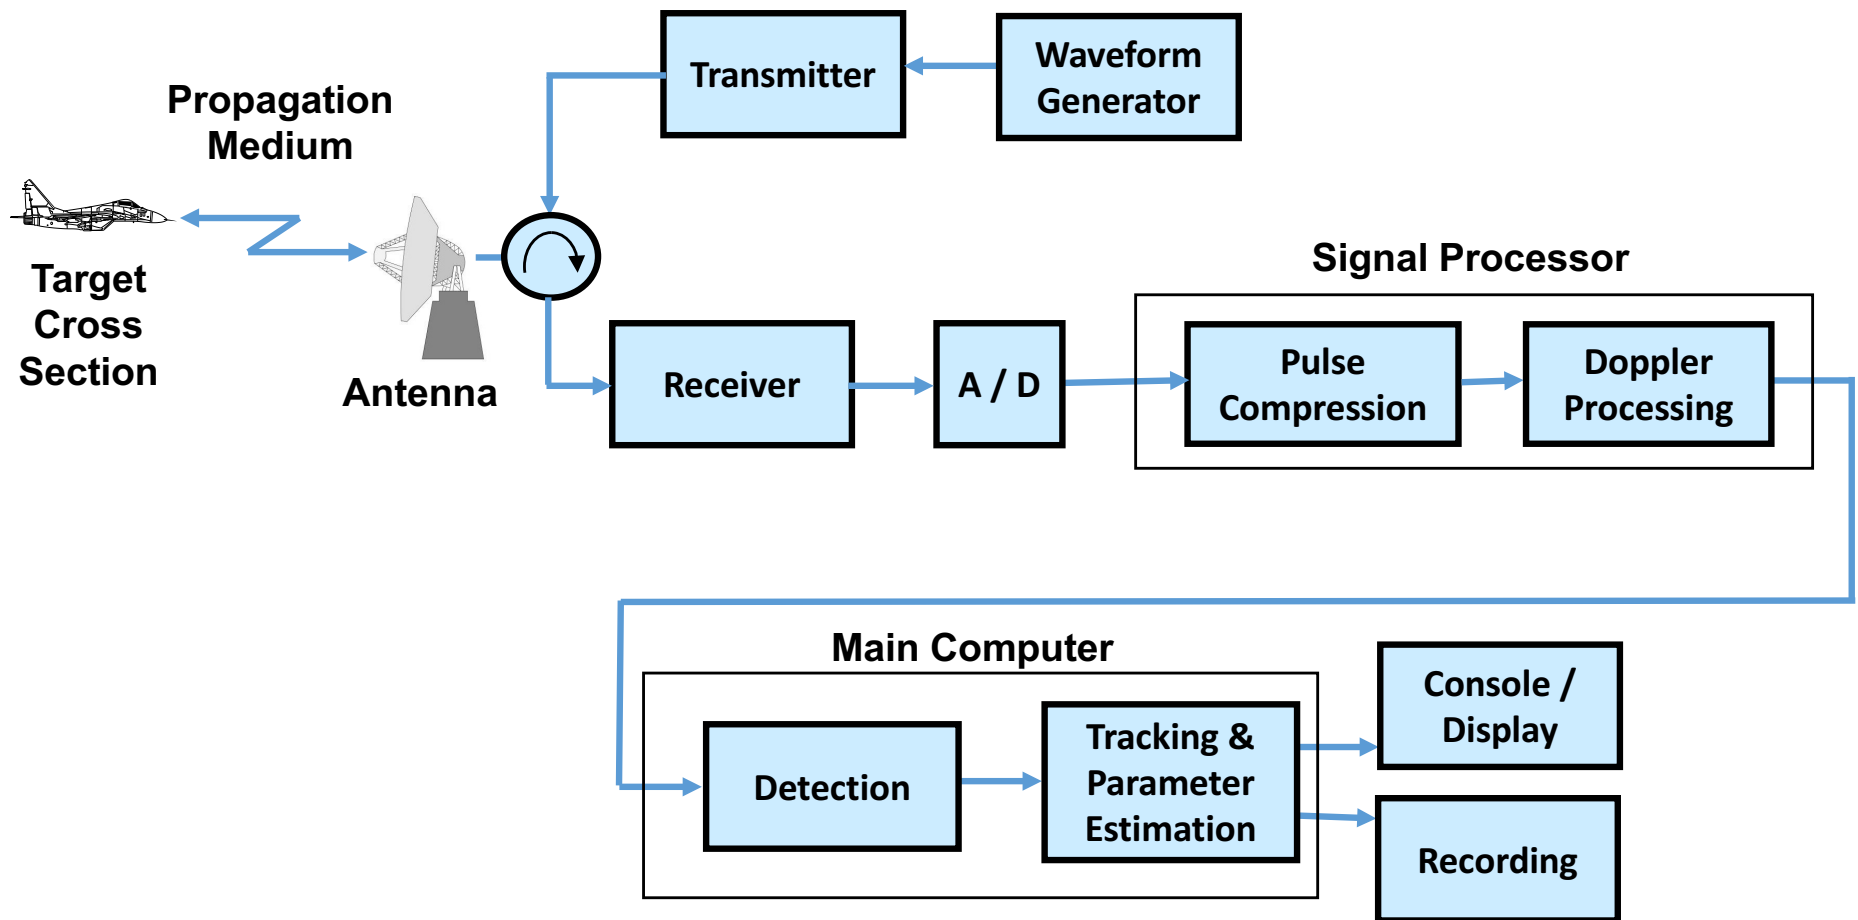 Transmitter
Waveform
Generator
Propagation
Medium
Target
Cross
Section
Antenna
Signal Processor
Receiver
A / D
Pulse
Compression
Doppler
Processing
Main Computer
Detection
Tracking &
Parameter
Estimation
Console /
Display
Recording